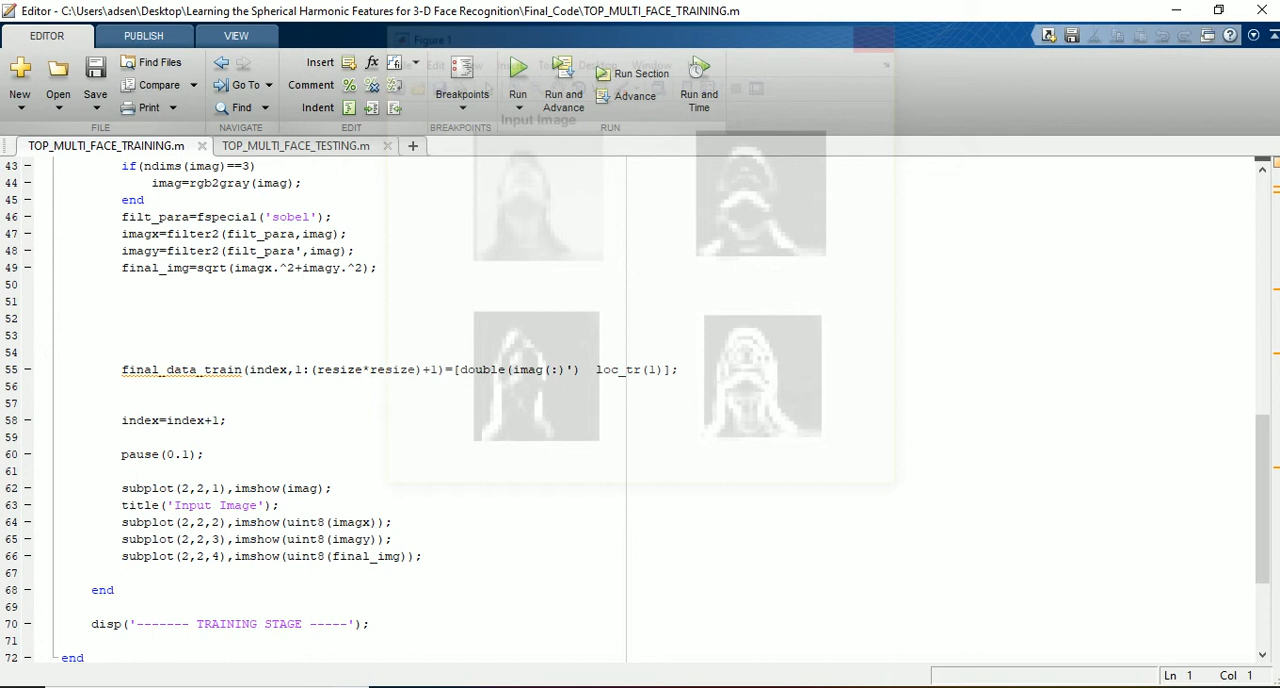 Editor - C:\Users\adsen\Desktop\Learning the Spherical Harmonic Features for 3-D Face Recognition\Final_Code\TOP_MULTI_FACE_TRAINING.m
EDITOR PUBLISH VIEW
Figure 1
New Open Save Find Files Compare Print
Go To Find
Insert Comment Indent
Breakpoints
Run Run and Advance Run Section Advance Run and Time
FILE NAVIGATE EDIT BREAKPOINTS RUN
Input Image
TOP_MULTI_FACE_TRAINING.m TOP_MULTI_FACE_TESTING.m
43 if(ndims(imag)==3)
44 imag=rgb2gray(imag);
45 end
46 filt_para=fspecial('sobel');
47 imagx=filter2(filt_para,imag);
48 imagy=filter2(filt_para',imag);
49 final_img=sqrt(imagx.^2+imagy.^2);
50
51
52
53
54
55 final_data_train(index,1:(resize*resize)+1)=[double(imag(:)')  loc_tr(1)];
56
57
58 index=index+1;
59
60 pause(0.1);
61
62 subplot(2,2,1),imshow(imag);
63 title('Input Image');
64 subplot(2,2,2),imshow(uint8(imagx));
65 subplot(2,2,3),imshow(uint8(imagy));
66 subplot(2,2,4),imshow(uint8(final_img));
67
68 end
69
70 disp('------- TRAINING STAGE -----');
71
72 end
Ln 1 Col 1